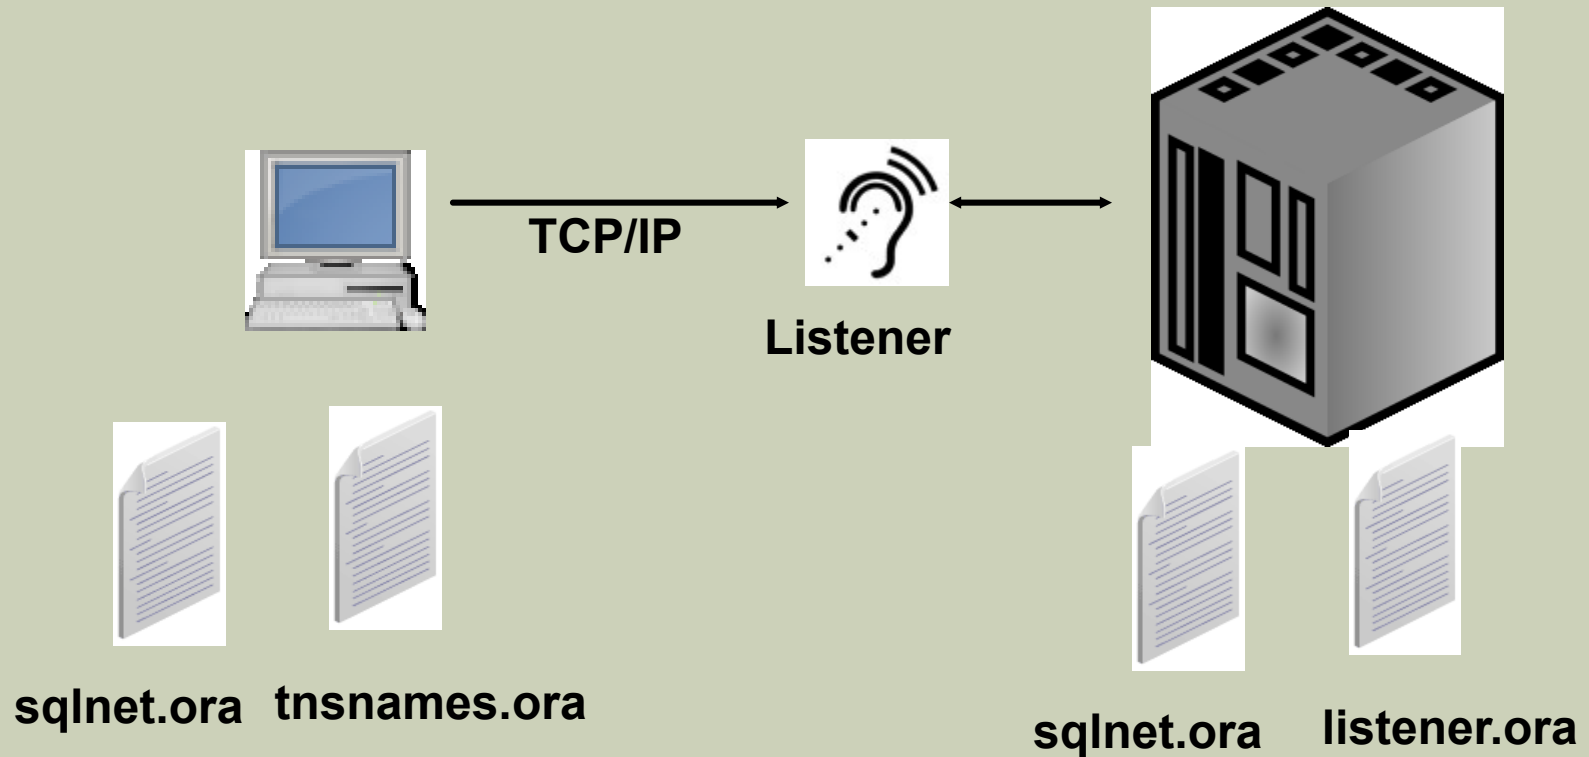 TCP/IP
Listener
sqlnet.ora
tnsnames.ora
sqlnet.ora
listener.ora